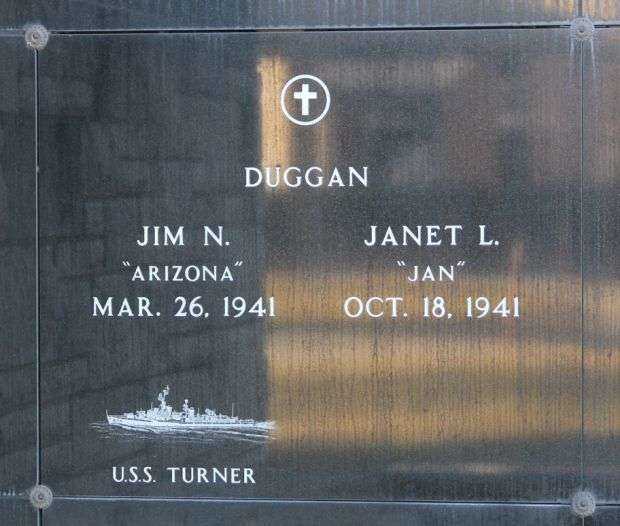 DUGGAN
JIM N.
"ARIZONA"
MAR. 26, 1941
JANET L.
"JAN"
OCT. 18, 1941
U.S.S. TURNER